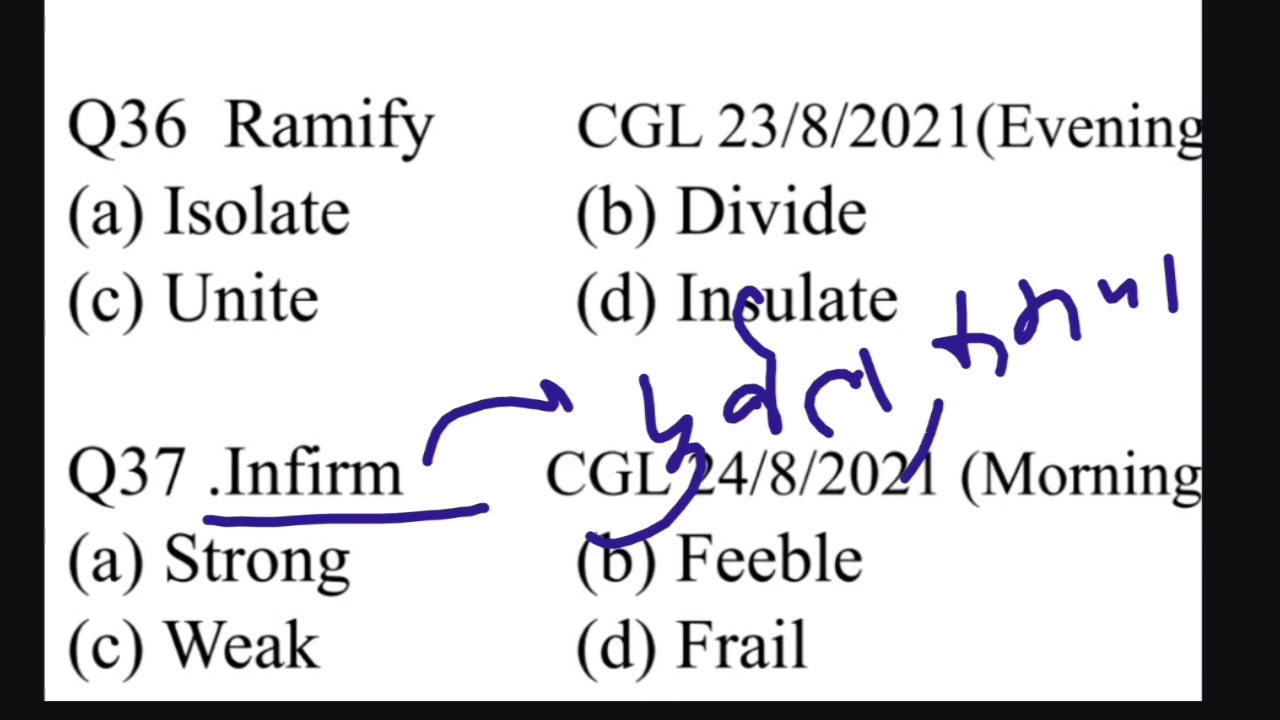 Q36 Ramify CGL 23/8/2021(Evening
(a) Isolate (b) Divide
(c) Unite (d) Insulate
Q37 .Infirm CGL 24/8/2021 (Morning
(a) Strong (b) Feeble
(c) Weak (d) Frail